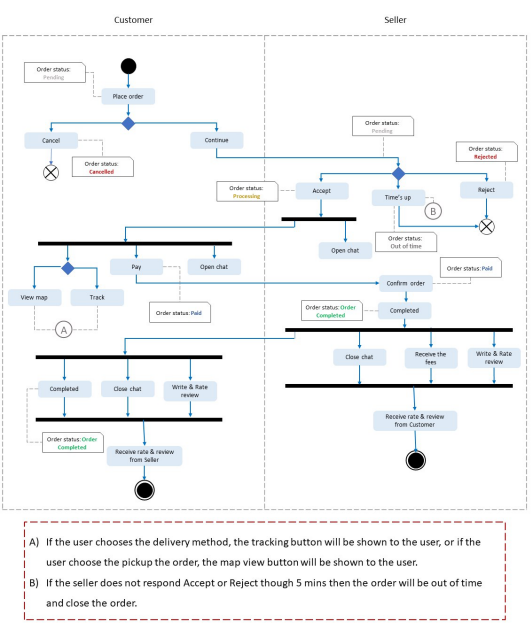 Customer
Seller
Order status:
Pending
Place order
Cancel
Continue
Order status:
Cancelled
Order status:
Pending
Order status:
Rejected
Order status:
Processing
Accept
Time's up
B
Reject
Order status:
Out of time
Open chat
Pay
Open chat
View map
Track
A
Order status: Paid
Order status: Paid
Confirm order
Order status: Order
Completed
Completed
Close chat
Receive the
fees
Write & Rate
review
Completed
Close chat
Write & Rate
review
Order status: Order
Completed
Receive rate & review
from Seller
Receive rate & review
from Customer
A) If the user chooses the delivery method, the tracking button will be shown to the user, or if the
user choose the pickup the order, the map view button will be shown to the user.
B) If the seller does not respond Accept or Reject though 5 mins then the order will be out of time
and close the order.